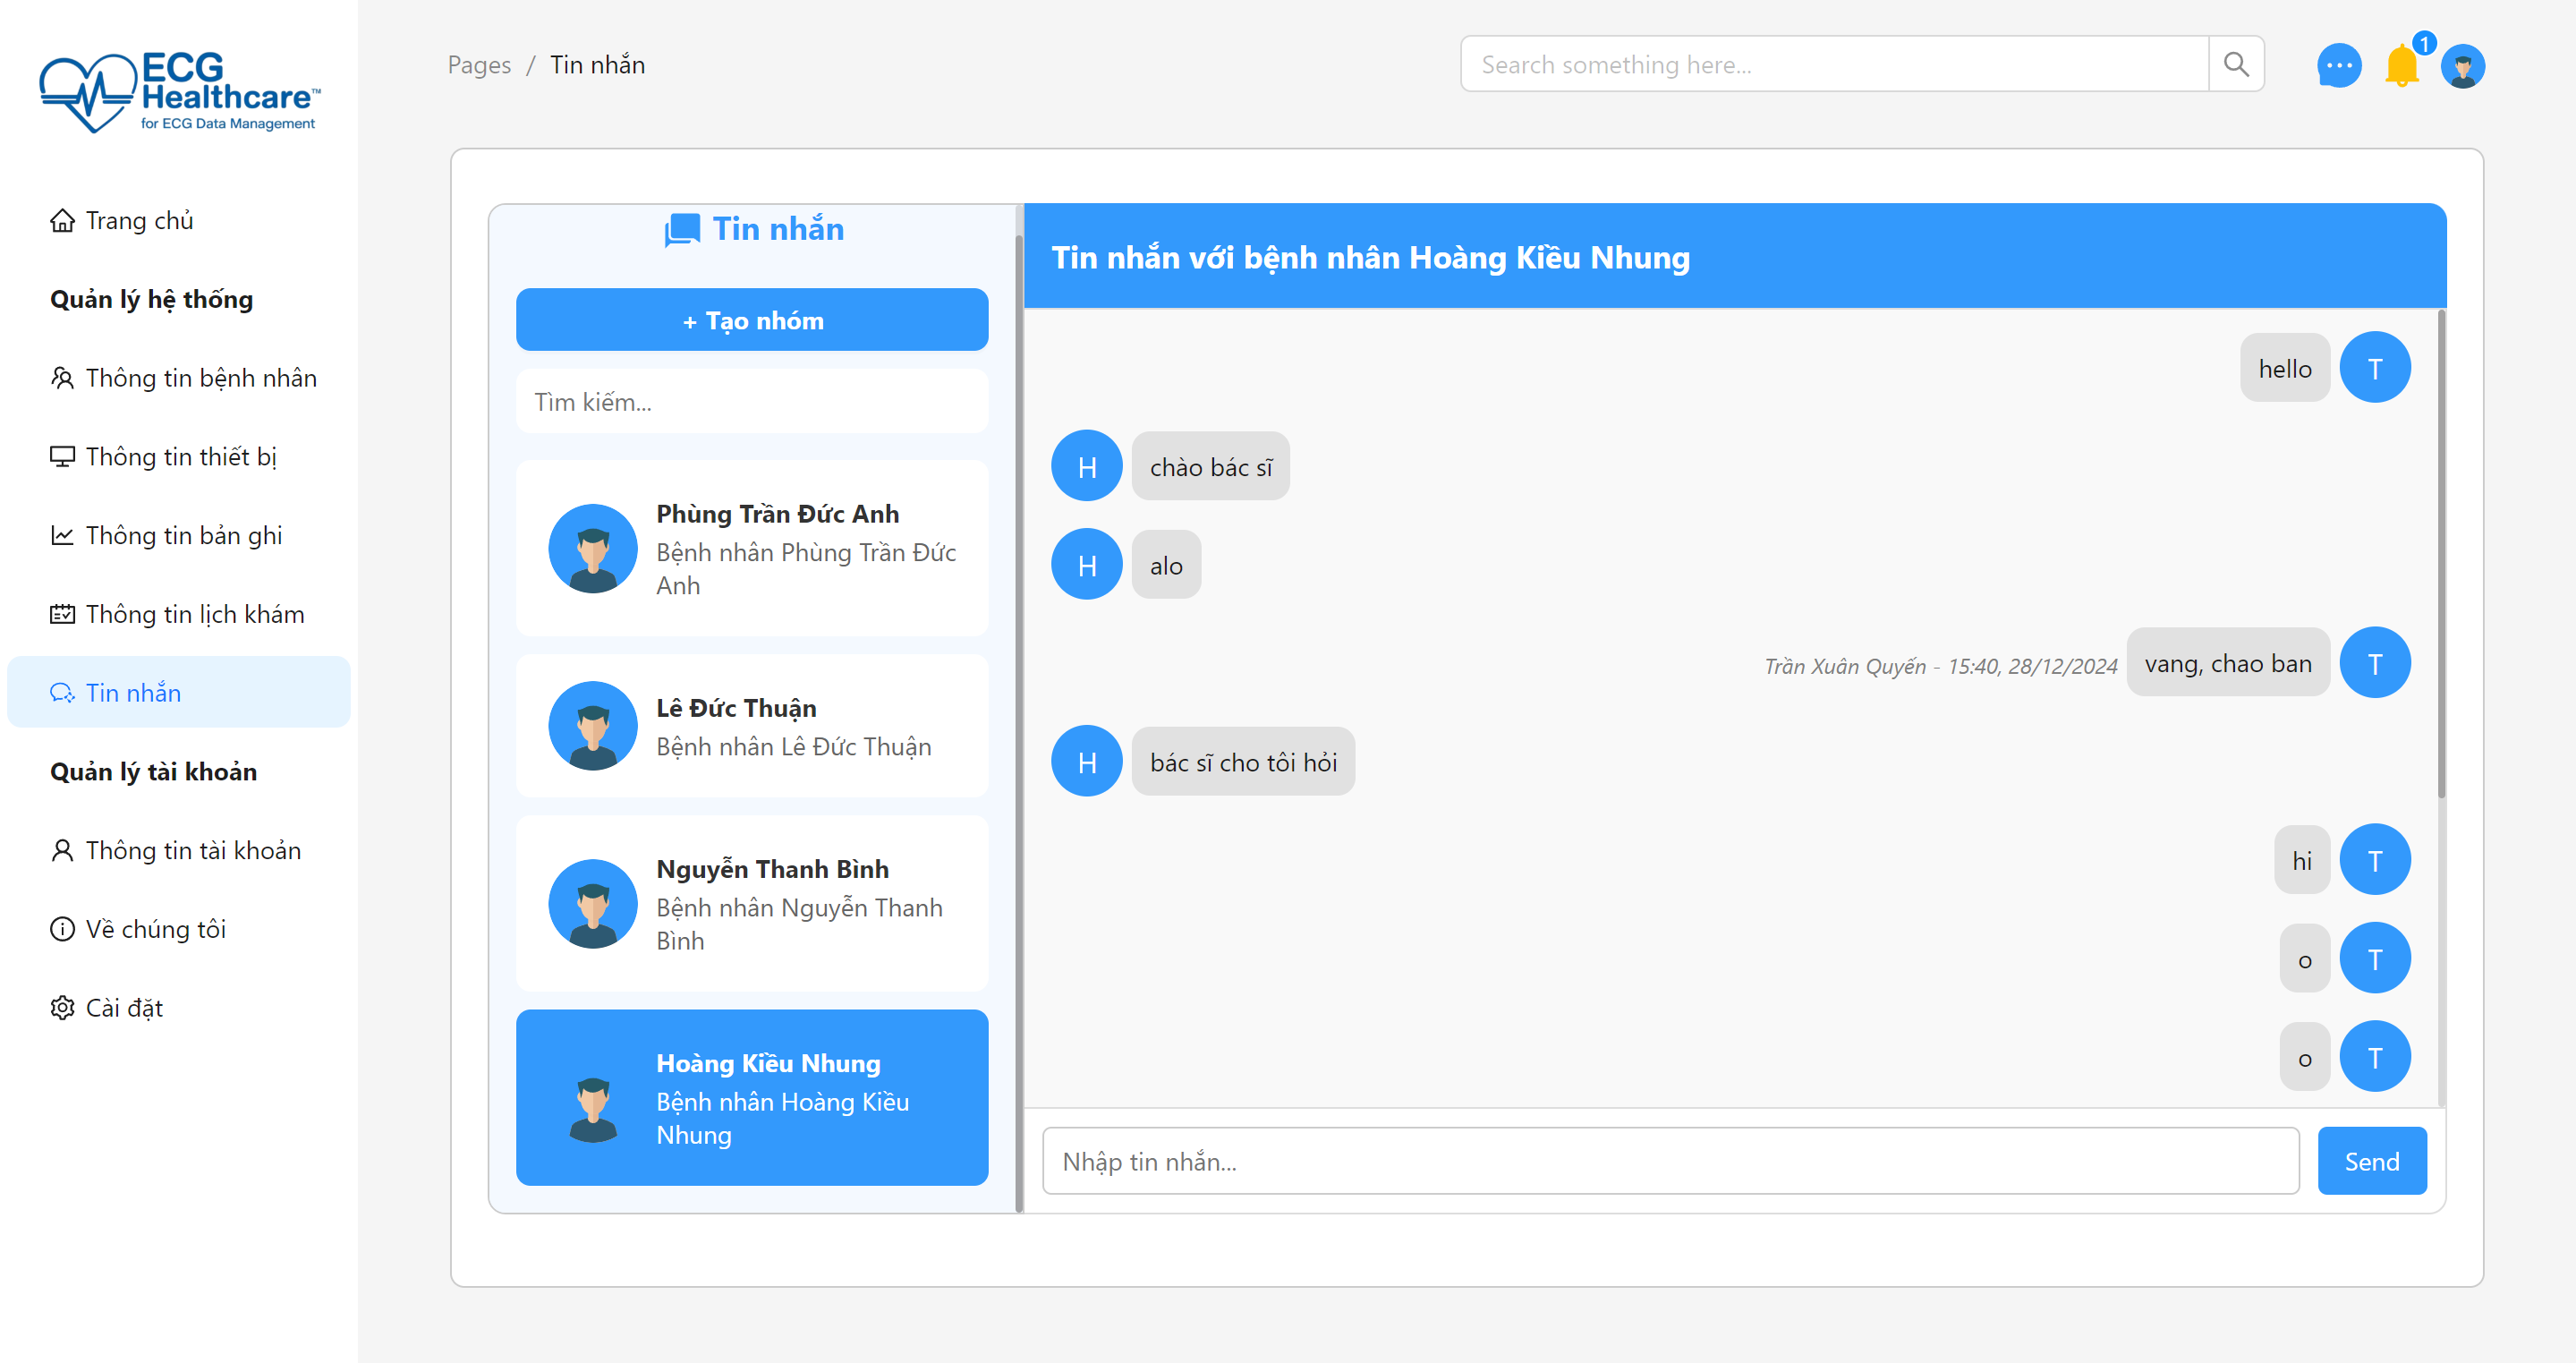 ECG
Healthcare™
for ECG Data Management
Trang chủ
Quản lý hệ thống
Thông tin bệnh nhân
Thông tin thiết bị
Thông tin bản ghi
Thông tin lịch khám
Tin nhắn
Quản lý tài khoản
Thông tin tài khoản
Về chúng tôi
Cài đặt
Pages / Tin nhắn
Search something here...
1
Tin nhắn
+ Tạo nhóm
Tìm kiếm...
Phùng Trần Đức Anh
Bệnh nhân Phùng Trần Đức
Anh
Lê Đức Thuận
Bệnh nhân Lê Đức Thuận
Nguyễn Thanh Bình
Bệnh nhân Nguyễn Thanh
Bình
Hoàng Kiều Nhung
Bệnh nhân Hoàng Kiều
Nhung
Tin nhắn với bệnh nhân Hoàng Kiều Nhung
hello T
H chào bác sĩ
H alo
Trần Xuân Quyến - 15:40, 28/12/2024 vang, chao ban T
H bác sĩ cho tôi hỏi
hi T
o T
o T
Nhập tin nhắn...
Send